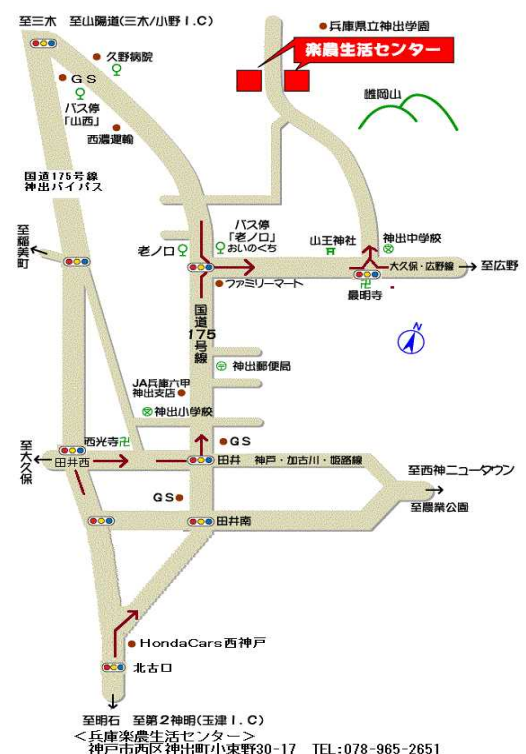 至三木 至山陽道(三木/小野I.C)
兵庫県立神出学園
楽農生活センター
久野病院
GS
バス停
「山西」
雌岡山
西濃運輸
国道175号線
神出バイパス
至稲美町
バス停
「老ノ口」
おいのくち
老ノ口
山王神社
神出中学校
大久保・広野線
至広野
ファミリーマート
最明寺
N
国道175号線
神出郵便局
JA兵庫六甲
神出支店
神出小学校
西光寺
GS
至大久保
田井西
田井
神戸・加古川・姫路線
至西神ニュータウン
至農業公園
GS
田井南
HondaCars西神戸
北古口
至明石 至第2神明(玉津I.C)
＜兵庫楽農生活センター＞
神戸市西区神出町小束野30-17 TEL:078-965-2651